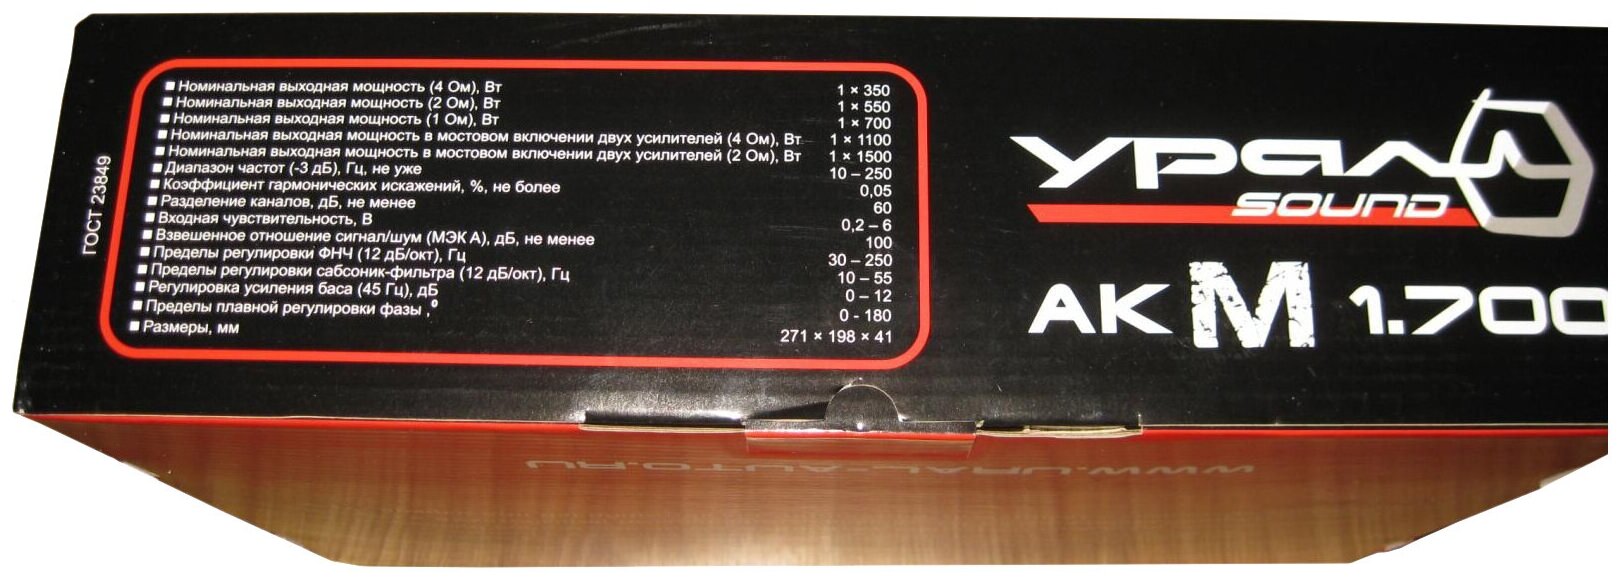 ГОСТ 23849
Номинальная выходная мощность (4 Ом), Вт 1 × 350
Номинальная выходная мощность (2 Ом), Вт 1 × 550
Номинальная выходная мощность (1 Ом), Вт 1 × 700
Номинальная выходная мощность в мостовом включении двух усилителей (4 Ом), Вт 1 × 1100
Номинальная выходная мощность в мостовом включении двух усилителей (2 Ом), Вт 1 × 1500
Диапазон частот (-3 дБ), Гц, не уже 10 – 250
Коэффициент гармонических искажений, %, не более 0,05
Разделение каналов, дБ, не менее 60
Входная чувствительность, В 0,2 – 6
Взвешенное отношение сигнал/шум (МЭК А), дБ, не менее 100
Пределы регулировки ФНЧ (12 дБ/окт), Гц 30 – 250
Пределы регулировки сабсоник-фильтра (12 дБ/окт), Гц 10 – 55
Регулировка усиления баса (45 Гц), дБ 0 – 12
Пределы плавной регулировки фазы ,° 0 - 180
Размеры, мм 271 × 198 × 41
УРАЛ
SOUND
АК М 1.700
WWW.URAL-AUTO.RU